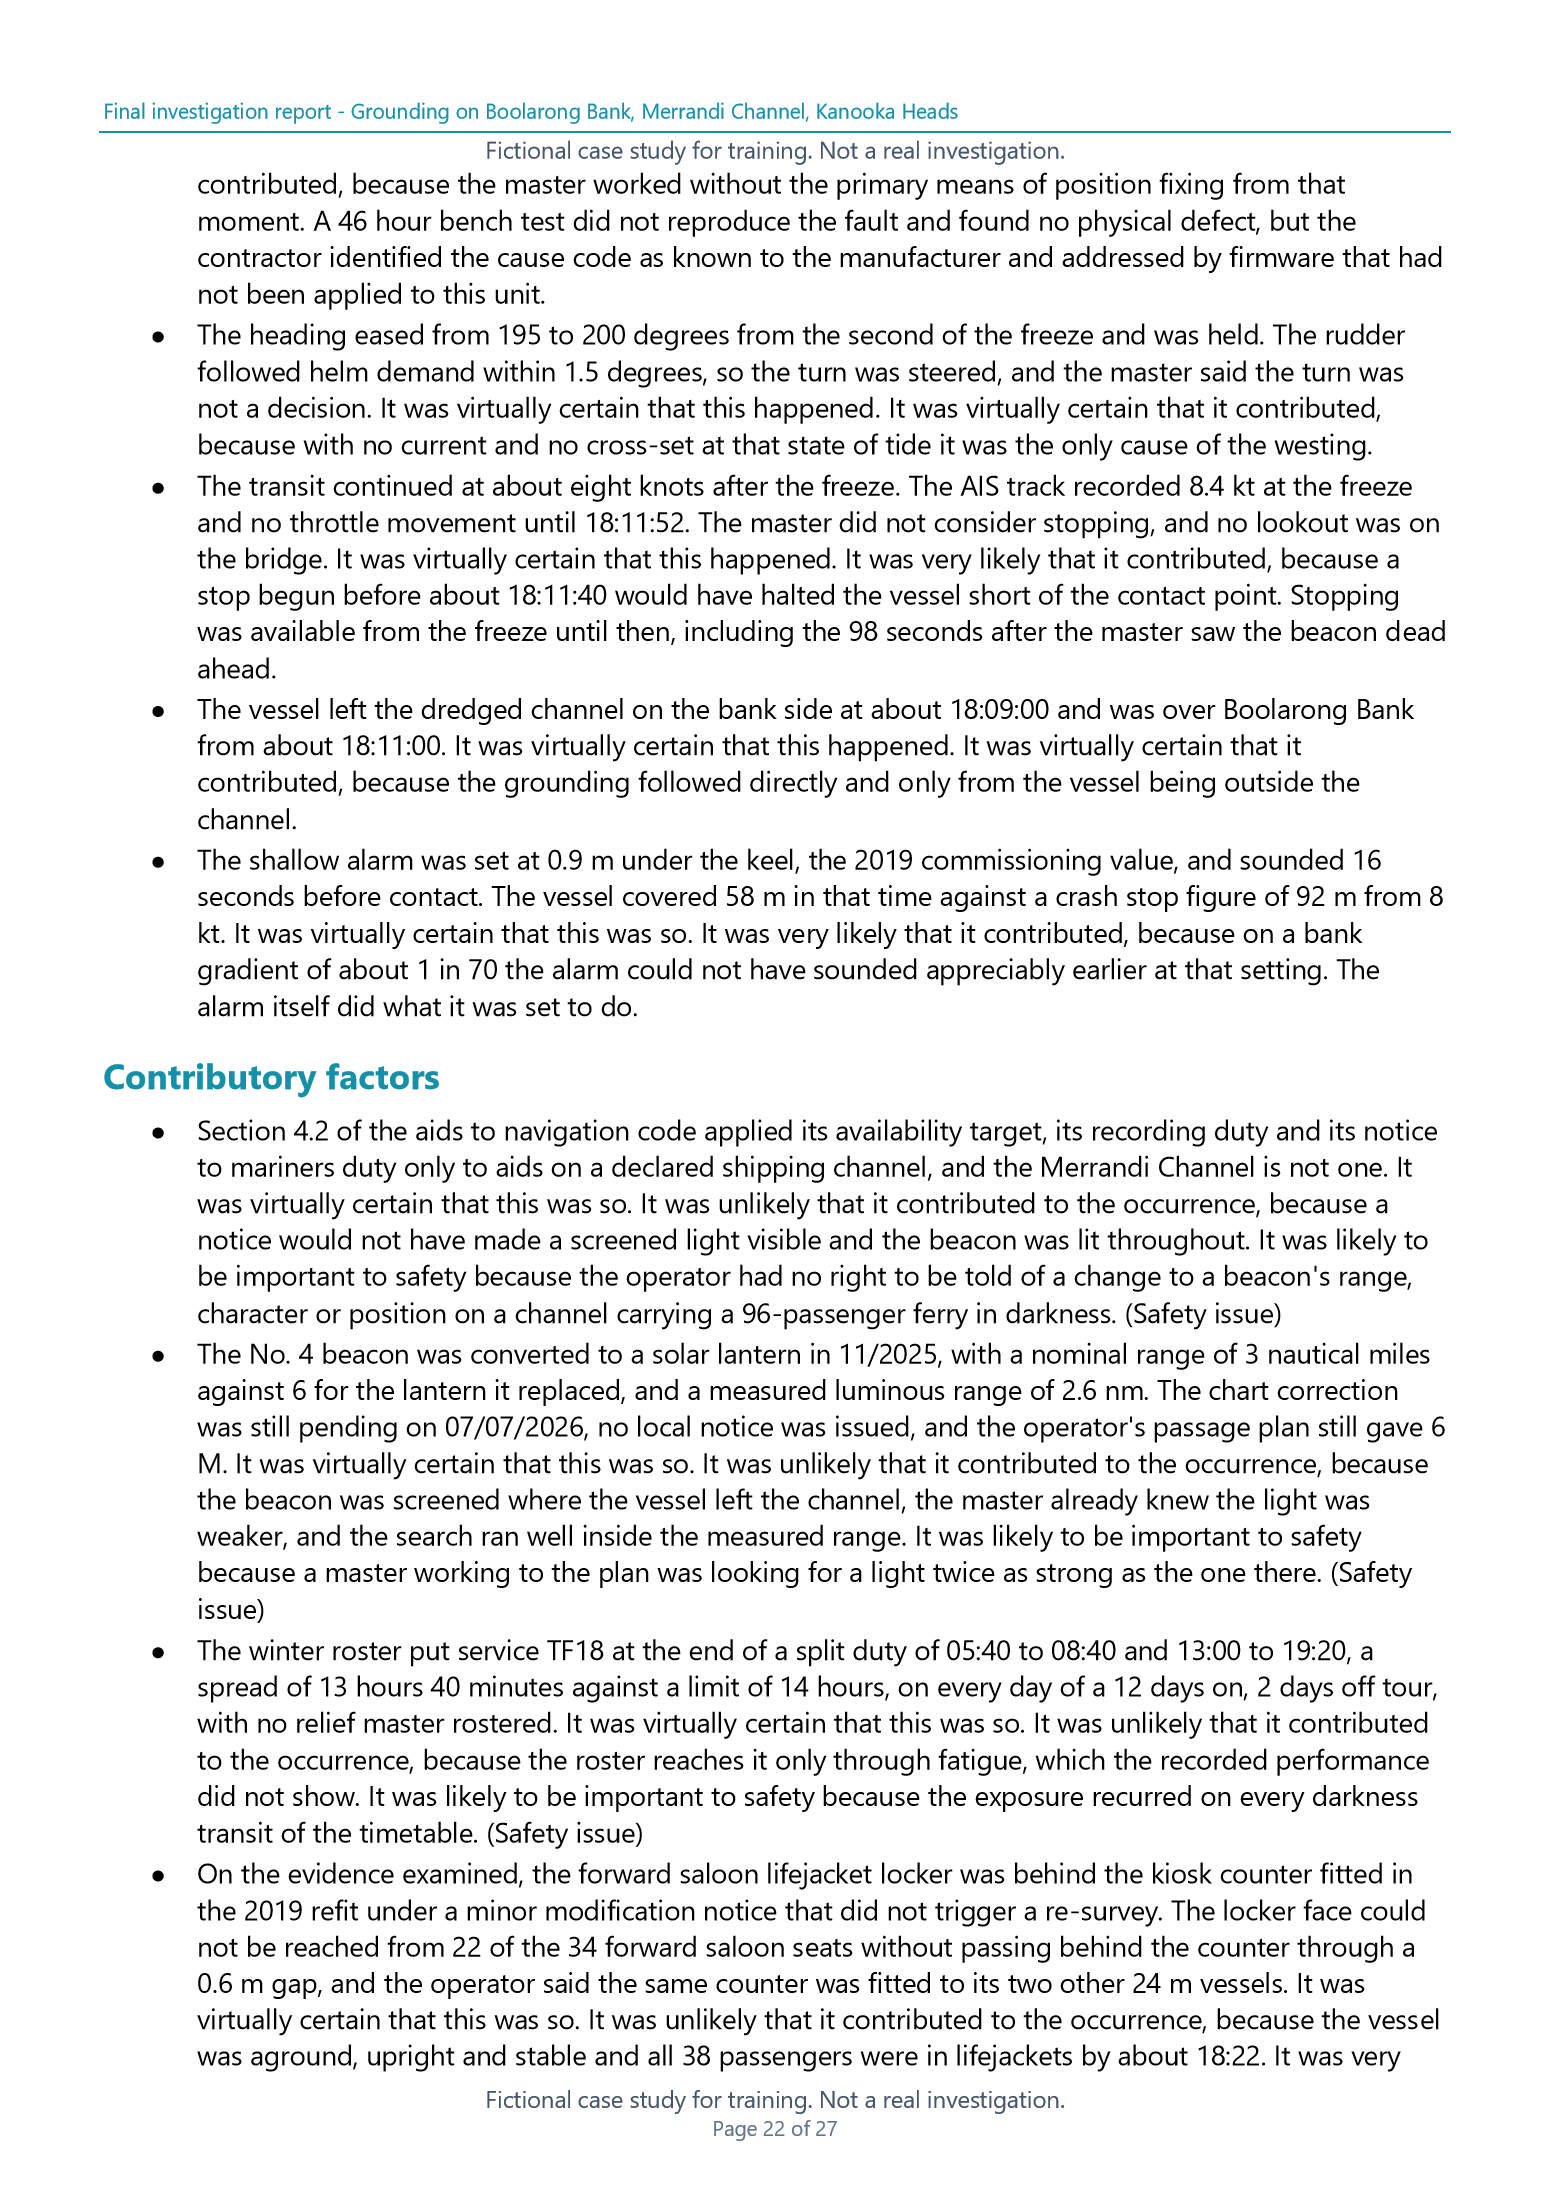 Final investigation report - Grounding on Boolarong Bank, Merrandi Channel, Kanooka Heads
Fictional case study for training. Not a real investigation.
contributed, because the master worked without the primary means of position fixing from that
moment. A 46 hour bench test did not reproduce the fault and found no physical defect, but the
contractor identified the cause code as known to the manufacturer and addressed by firmware that had
not been applied to this unit.
● The heading eased from 195 to 200 degrees from the second of the freeze and was held. The rudder
followed helm demand within 1.5 degrees, so the turn was steered, and the master said the turn was
not a decision. It was virtually certain that this happened. It was virtually certain that it contributed,
because with no current and no cross-set at that state of tide it was the only cause of the westing.
● The transit continued at about eight knots after the freeze. The AIS track recorded 8.4 kt at the freeze
and no throttle movement until 18:11:52. The master did not consider stopping, and no lookout was on
the bridge. It was virtually certain that this happened. It was very likely that it contributed, because a
stop begun before about 18:11:40 would have halted the vessel short of the contact point. Stopping
was available from the freeze until then, including the 98 seconds after the master saw the beacon dead
ahead.
● The vessel left the dredged channel on the bank side at about 18:09:00 and was over Boolarong Bank
from about 18:11:00. It was virtually certain that this happened. It was virtually certain that it
contributed, because the grounding followed directly and only from the vessel being outside the
channel.
● The shallow alarm was set at 0.9 m under the keel, the 2019 commissioning value, and sounded 16
seconds before contact. The vessel covered 58 m in that time against a crash stop figure of 92 m from 8
kt. It was virtually certain that this was so. It was very likely that it contributed, because on a bank
gradient of about 1 in 70 the alarm could not have sounded appreciably earlier at that setting. The
alarm itself did what it was set to do.
Contributory factors
● Section 4.2 of the aids to navigation code applied its availability target, its recording duty and its notice
to mariners duty only to aids on a declared shipping channel, and the Merrandi Channel is not one. It
was virtually certain that this was so. It was unlikely that it contributed to the occurrence, because a
notice would not have made a screened light visible and the beacon was lit throughout. It was likely to
be important to safety because the operator had no right to be told of a change to a beacon's range,
character or position on a channel carrying a 96-passenger ferry in darkness. (Safety issue)
● The No. 4 beacon was converted to a solar lantern in 11/2025, with a nominal range of 3 nautical miles
against 6 for the lantern it replaced, and a measured luminous range of 2.6 nm. The chart correction
was still pending on 07/07/2026, no local notice was issued, and the operator's passage plan still gave 6
M. It was virtually certain that this was so. It was unlikely that it contributed to the occurrence, because
the beacon was screened where the vessel left the channel, the master already knew the light was
weaker, and the search ran well inside the measured range. It was likely to be important to safety
because a master working to the plan was looking for a light twice as strong as the one there. (Safety
issue)
● The winter roster put service TF18 at the end of a split duty of 05:40 to 08:40 and 13:00 to 19:20, a
spread of 13 hours 40 minutes against a limit of 14 hours, on every day of a 12 days on, 2 days off tour,
with no relief master rostered. It was virtually certain that this was so. It was unlikely that it contributed
to the occurrence, because the roster reaches it only through fatigue, which the recorded performance
did not show. It was likely to be important to safety because the exposure recurred on every darkness
transit of the timetable. (Safety issue)
● On the evidence examined, the forward saloon lifejacket locker was behind the kiosk counter fitted in
the 2019 refit under a minor modification notice that did not trigger a re-survey. The locker face could
not be reached from 22 of the 34 forward saloon seats without passing behind the counter through a
0.6 m gap, and the operator said the same counter was fitted to its two other 24 m vessels. It was
virtually certain that this was so. It was unlikely that it contributed to the occurrence, because the vessel
was aground, upright and stable and all 38 passengers were in lifejackets by about 18:22. It was very
Fictional case study for training. Not a real investigation.
Page 22 of 27